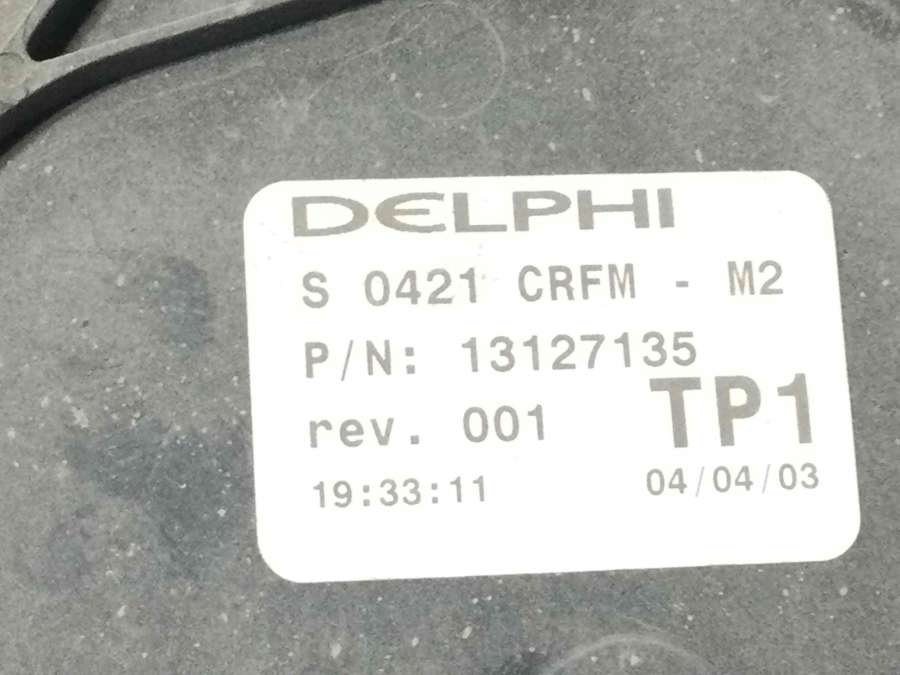 DELPHI
S 0421 CRFM - M2
P/N: 13127135
rev. 001 TP1
19:33:11 04/04/03